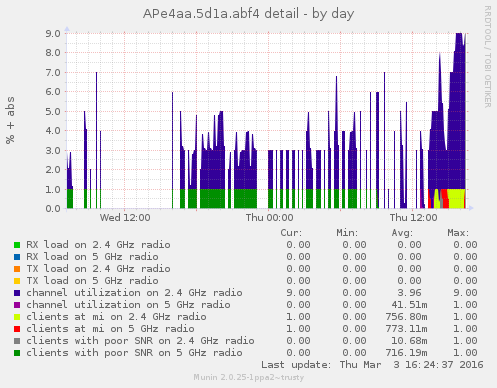 APe4aa.5d1a.abf4 detail - by day
RRDTOOL / TOBI OETIKER
% + abs
9.0
8.0
7.0
6.0
5.0
4.0
3.0
2.0
1.0
0.0
Wed 12:00 Thu 00:00 Thu 12:00
Cur: Min: Avg: Max:
RX load on 2.4 GHz radio 0.00 0.00 0.00 0.00
RX load on 5 GHz radio 0.00 0.00 0.00 0.00
TX load on 2.4 GHz radio 0.00 0.00 0.00 0.00
TX load on 5 GHz radio 0.00 0.00 0.00 0.00
channel utilization on 2.4 GHz radio 9.00 0.00 3.96 9.00
channel utilization on 5 GHz radio 0.00 0.00 41.51m 1.00
clients at mi on 2.4 GHz radio 1.00 0.00 756.80m 1.00
clients at mi on 5 GHz radio 1.00 0.00 773.11m 1.00
clients with poor SNR on 2.4 GHz radio 0.00 0.00 10.68m 1.00
clients with poor SNR on 5 GHz radio 0.00 0.00 716.19m 1.00
Last update: Thu Mar 3 16:24:37 2016
Munin 2.0.25-1ppa2~trusty